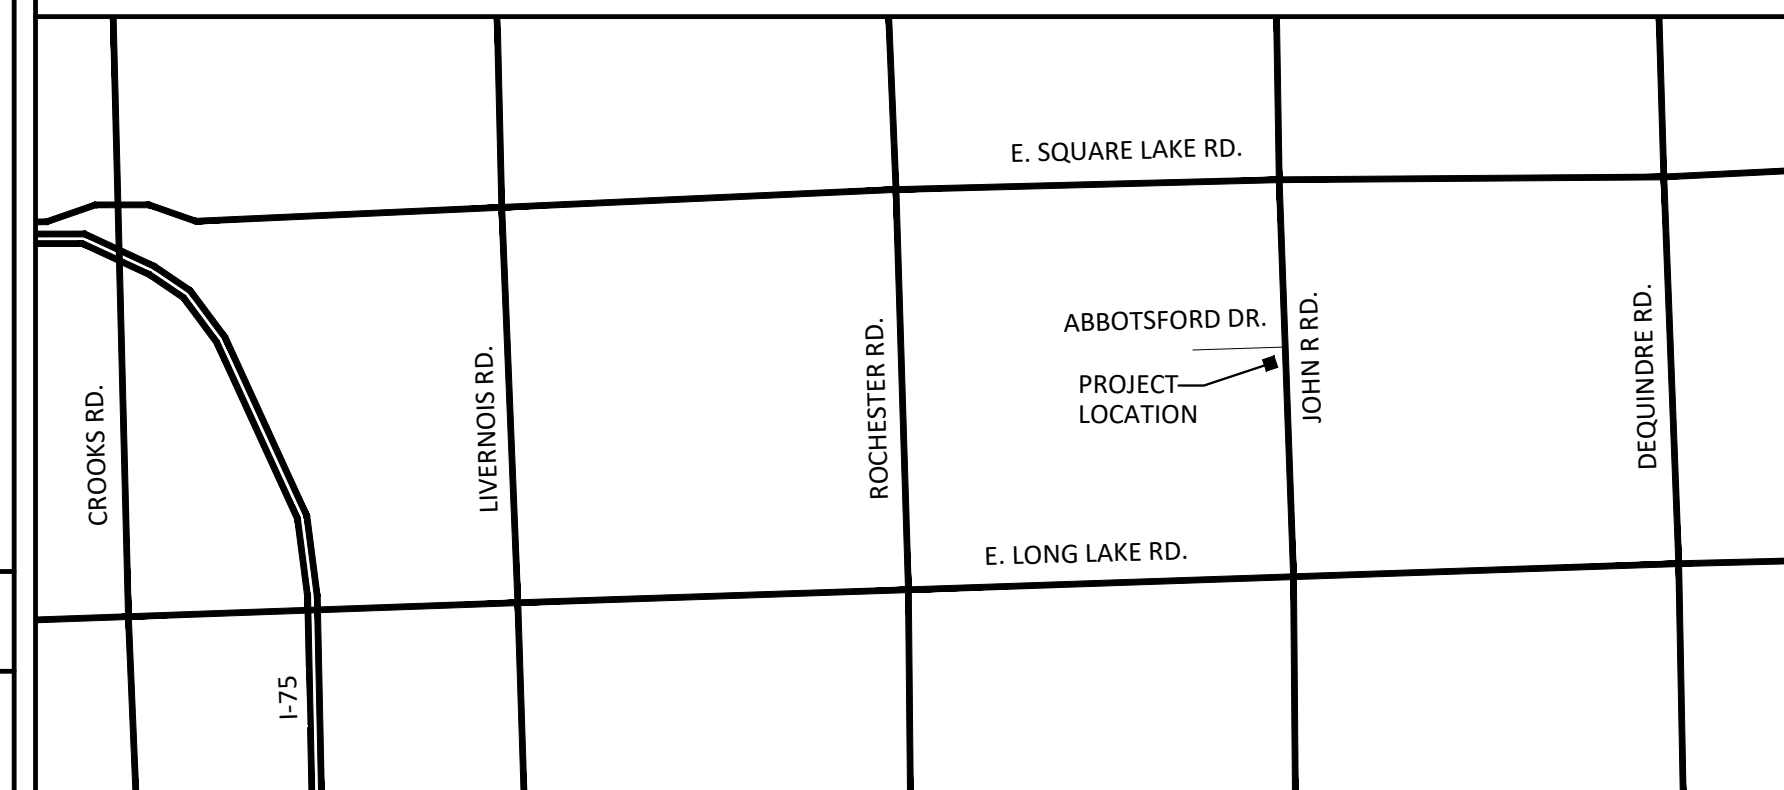 E. SQUARE LAKE RD.
ABBOTSFORD DR.
PROJECT
LOCATION
CROOKS RD.
LIVERNOIS RD.
ROCHESTER RD.
JOHN R RD.
DEQUINDRE RD.
E. LONG LAKE RD.
I-75